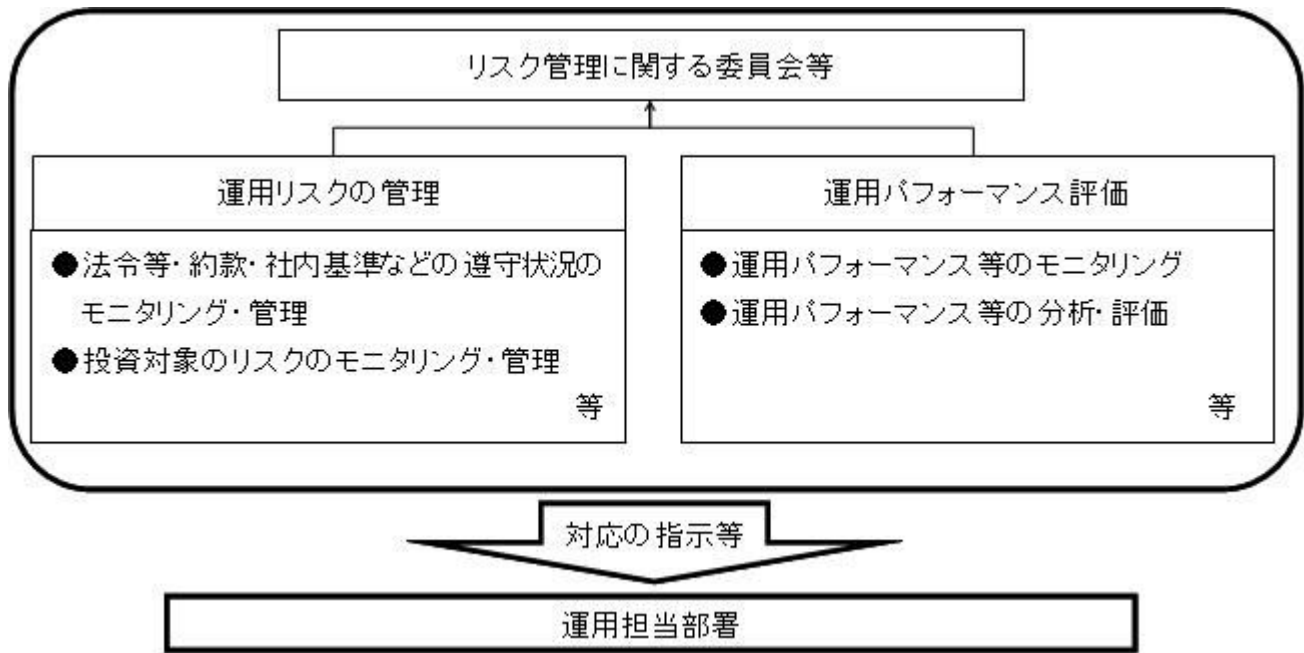 リスク管理に関する委員会等
運用リスクの管理
●法令等・約款・社内基準などの遵守状況の
モニタリング・管理
●投資対象のリスクのモニタリング・管理
等
運用パフォーマンス評価
●運用パフォーマンス等のモニタリング
●運用パフォーマンス等の分析・評価
等
対応の指示等
運用担当部署